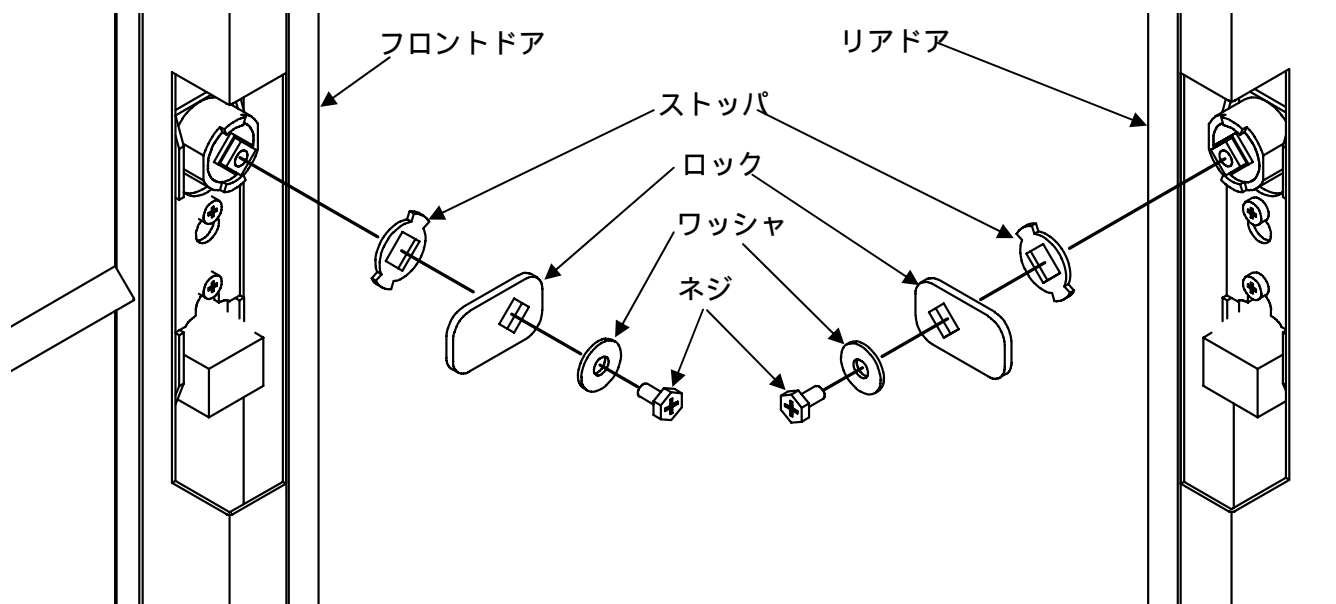 フロントドア
リアドア
ストッパ
ロック
ワッシャ
ネジ